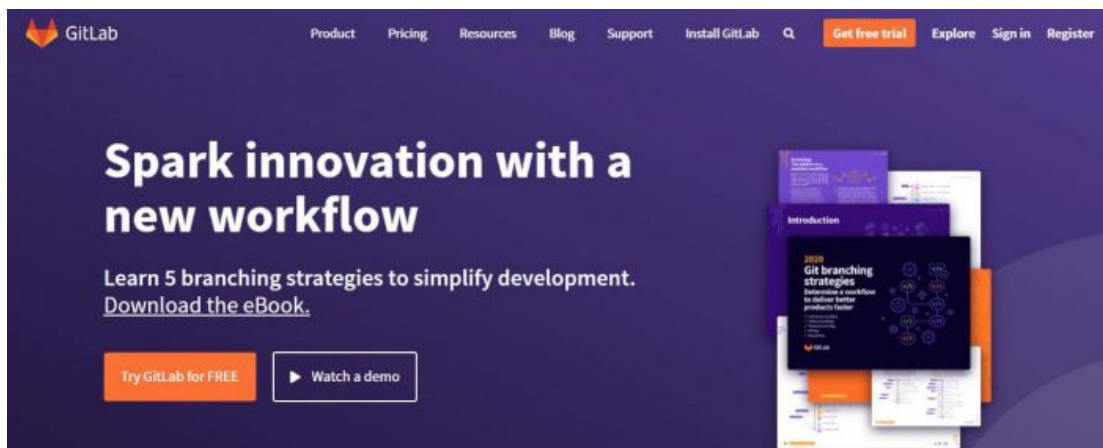 GitLab
Product Pricing Resources Blog Support Install GitLab Get free trial Explore Sign in Register
Spark innovation with a
new workflow
Learn 5 branching strategies to simplify development.
Download the eBook.
Try GitLab for FREE
Watch a demo
Introduction
2020
Git branching
strategies
Determine a workflow
to deliver better
products faster
GitLab